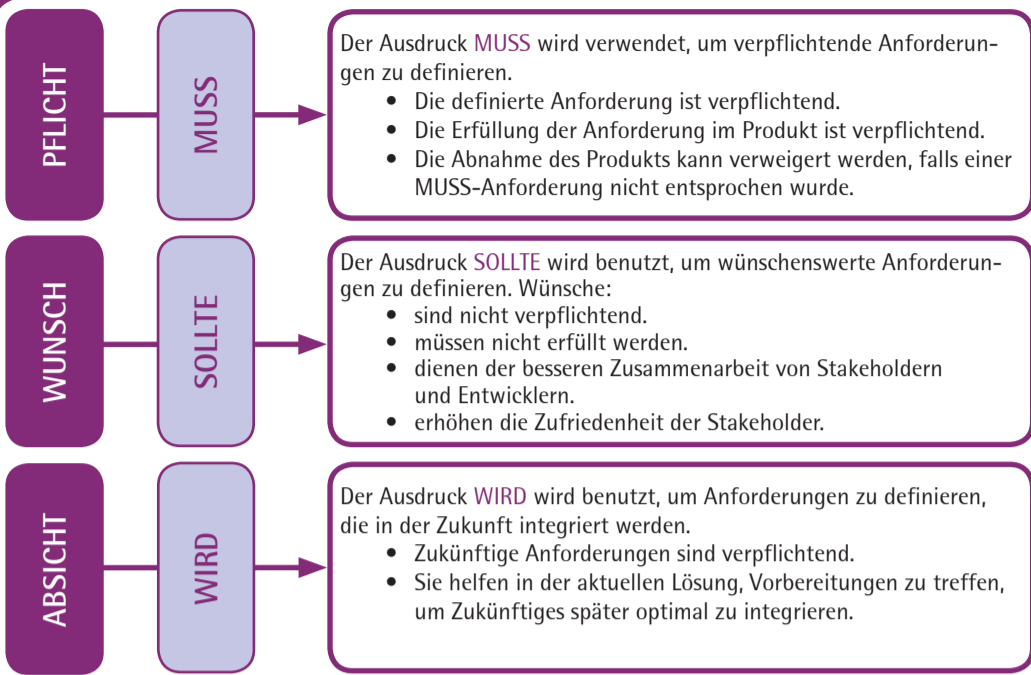 PFLICHT
MUSS
Der Ausdruck MUSS wird verwendet, um verpflichtende Anforderun-
gen zu definieren.
• Die definierte Anforderung ist verpflichtend.
• Die Erfüllung der Anforderung im Produkt ist verpflichtend.
• Die Abnahme des Produkts kann verweigert werden, falls einer
MUSS-Anforderung nicht entsprochen wurde.
WUNSCH
SOLLTE
Der Ausdruck SOLLTE wird benutzt, um wünschenswerte Anforderun-
gen zu definieren. Wünsche:
• sind nicht verpflichtend.
• müssen nicht erfüllt werden.
• dienen der besseren Zusammenarbeit von Stakeholdern
und Entwicklern.
• erhöhen die Zufriedenheit der Stakeholder.
ABSICHT
WIRD
Der Ausdruck WIRD wird benutzt, um Anforderungen zu definieren,
die in der Zukunft integriert werden.
• Zukünftige Anforderungen sind verpflichtend.
• Sie helfen in der aktuellen Lösung, Vorbereitungen zu treffen,
um Zukünftiges später optimal zu integrieren.